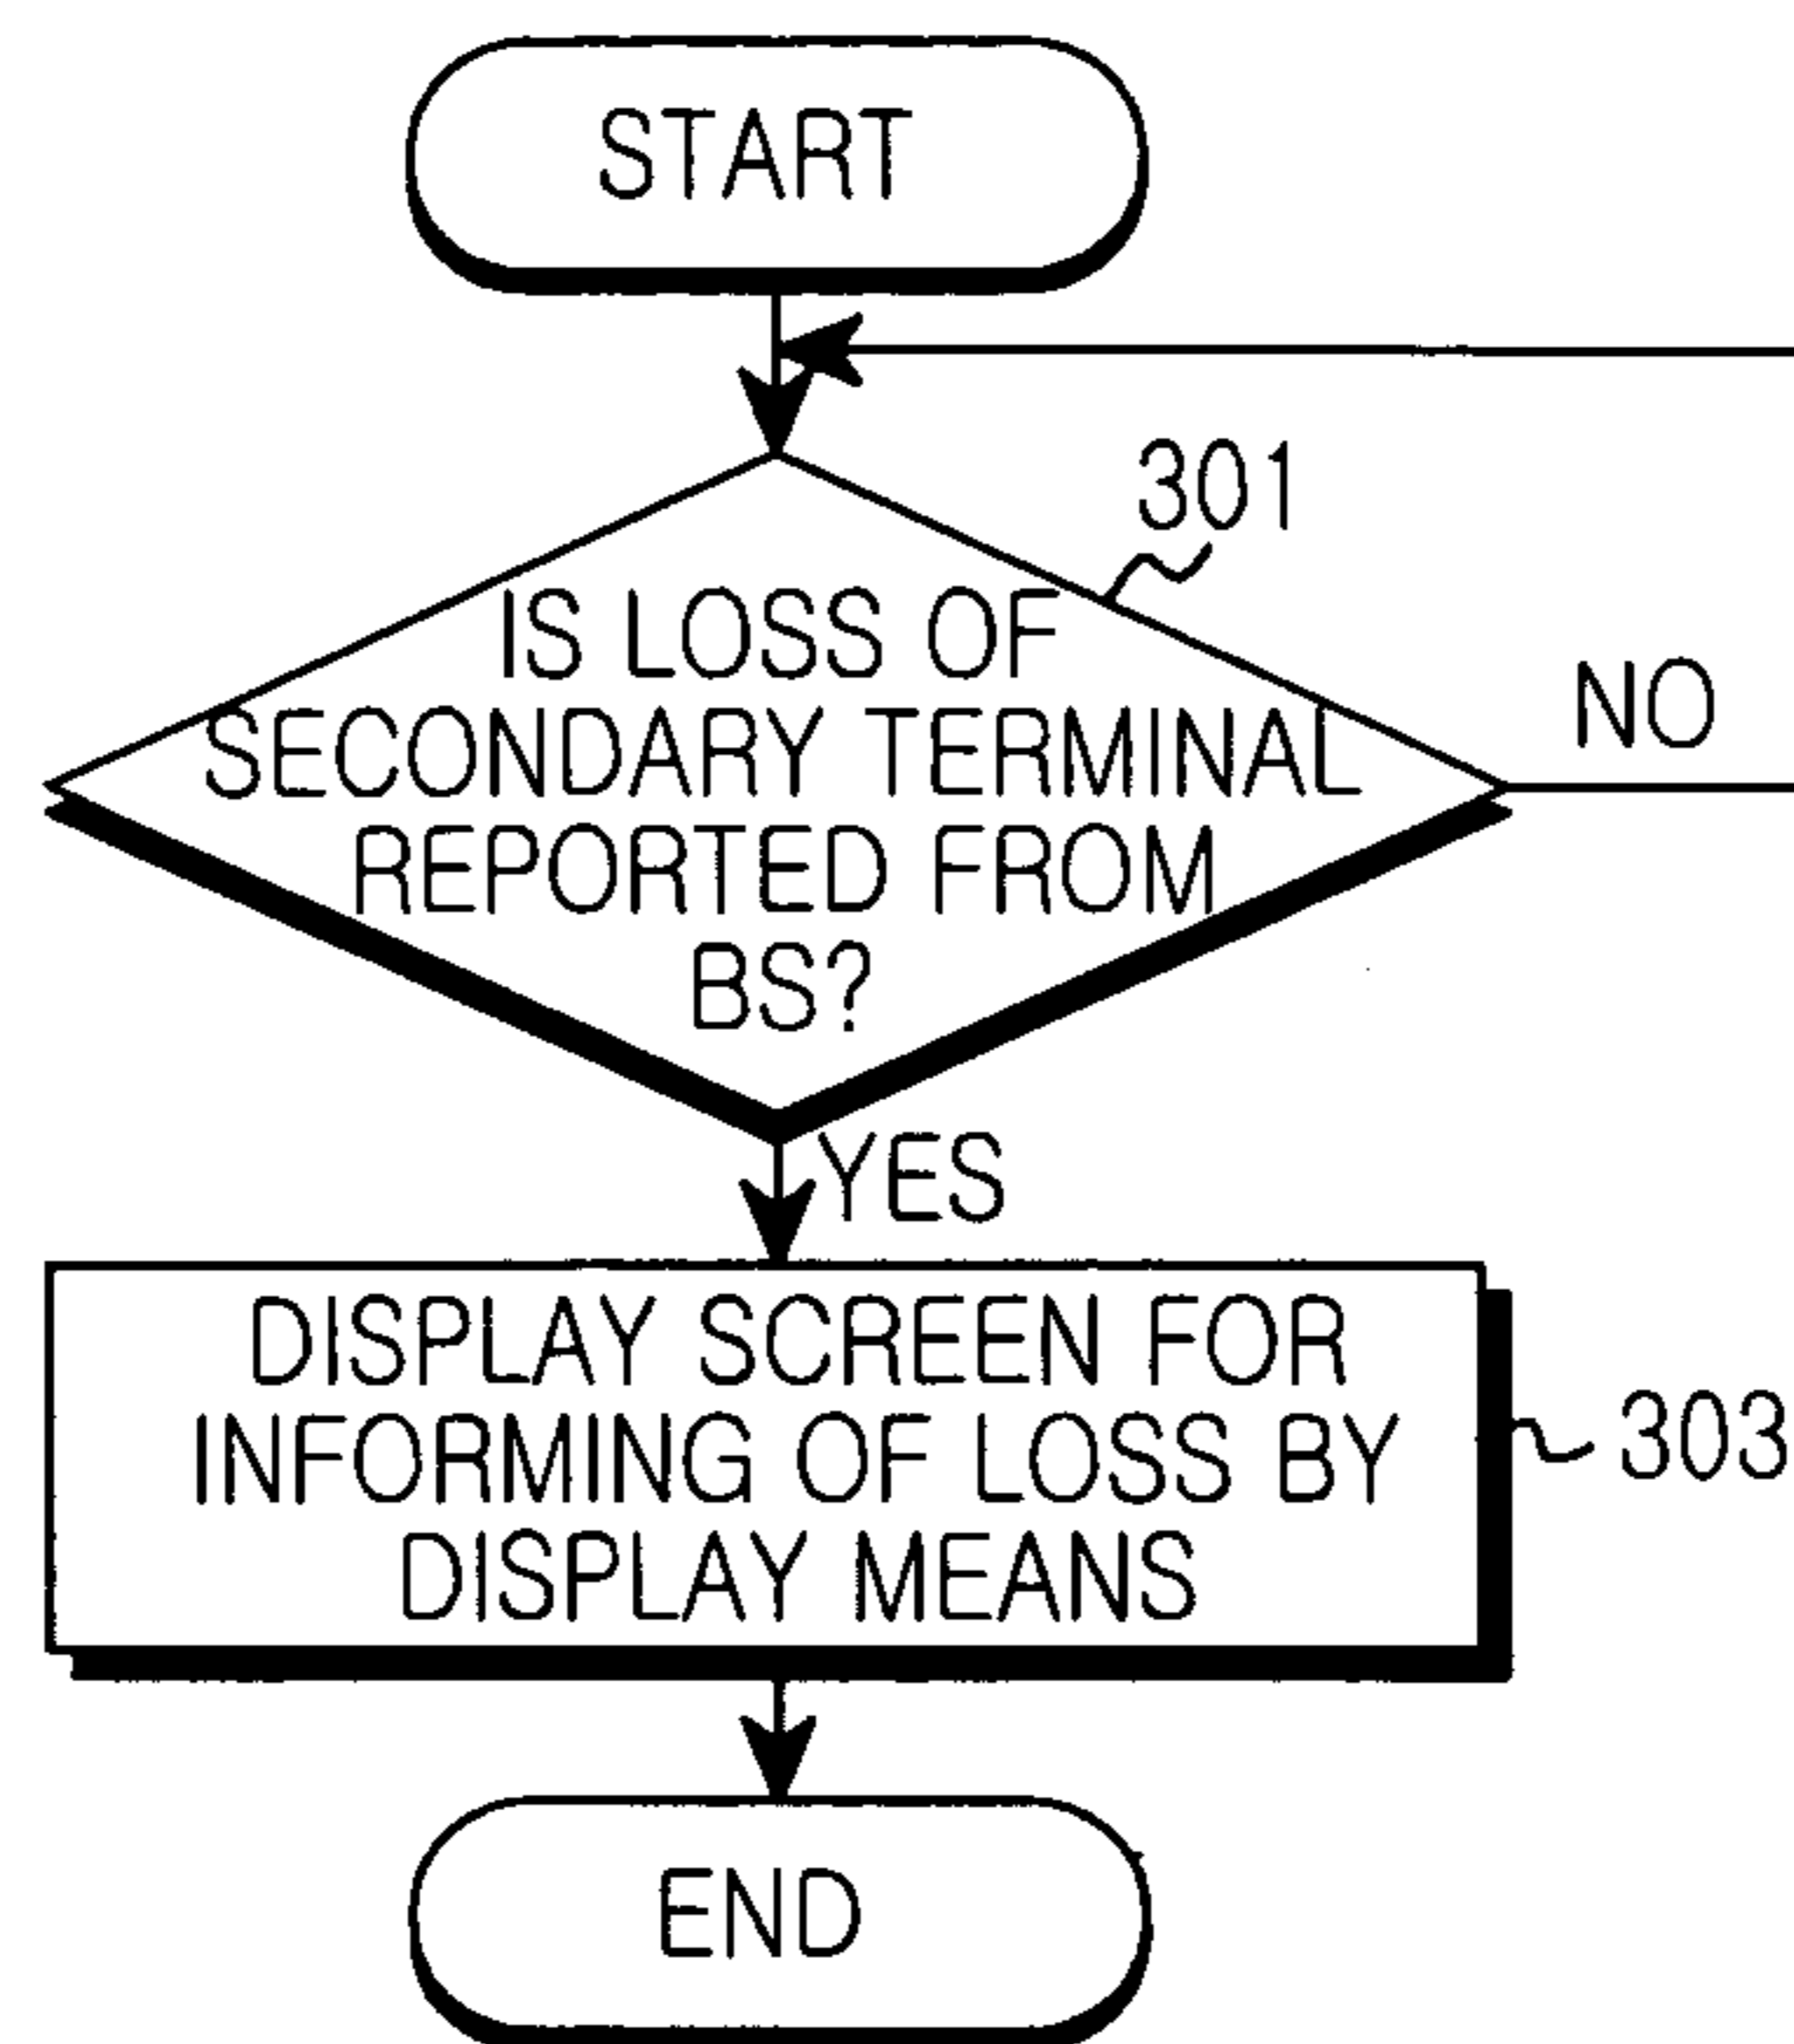 START
301
IS LOSS OF
SECONDARY TERMINAL
REPORTED FROM
BS?
NO
YES
DISPLAY SCREEN FOR
INFORMING OF LOSS BY
DISPLAY MEANS
303
END